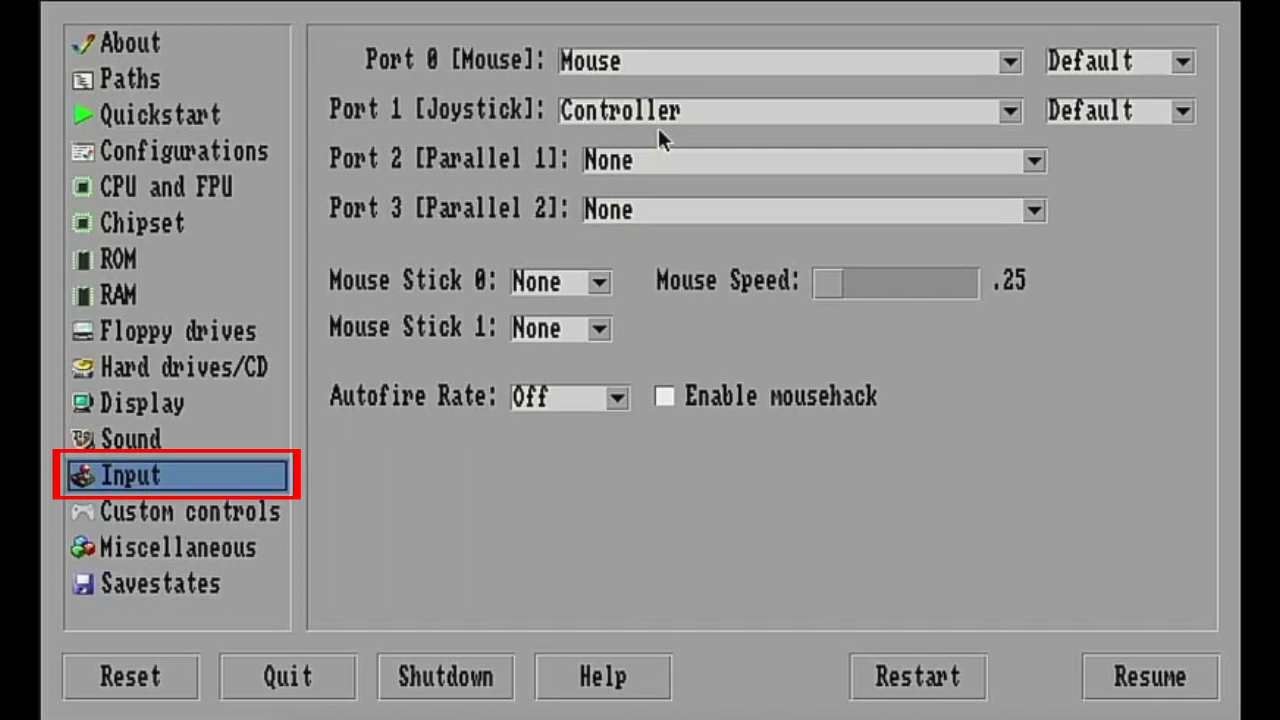 About
Paths
Quickstart
Configurations
CPU and FPU
Chipset
ROM
RAM
Floppy drives
Hard drives/CD
Display
Sound
Input
Custom controls
Miscellaneous
Savestates
Port 0 [Mouse]: Mouse Default
Port 1 [Joystick]: Controller Default
Port 2 [Parallel 1]: None
Port 3 [Parallel 2]: None
Mouse Stick 0: None Mouse Speed: .25
Mouse Stick 1: None
Autofire Rate: Off Enable mousehack
Reset Quit Shutdown Help Restart Resume